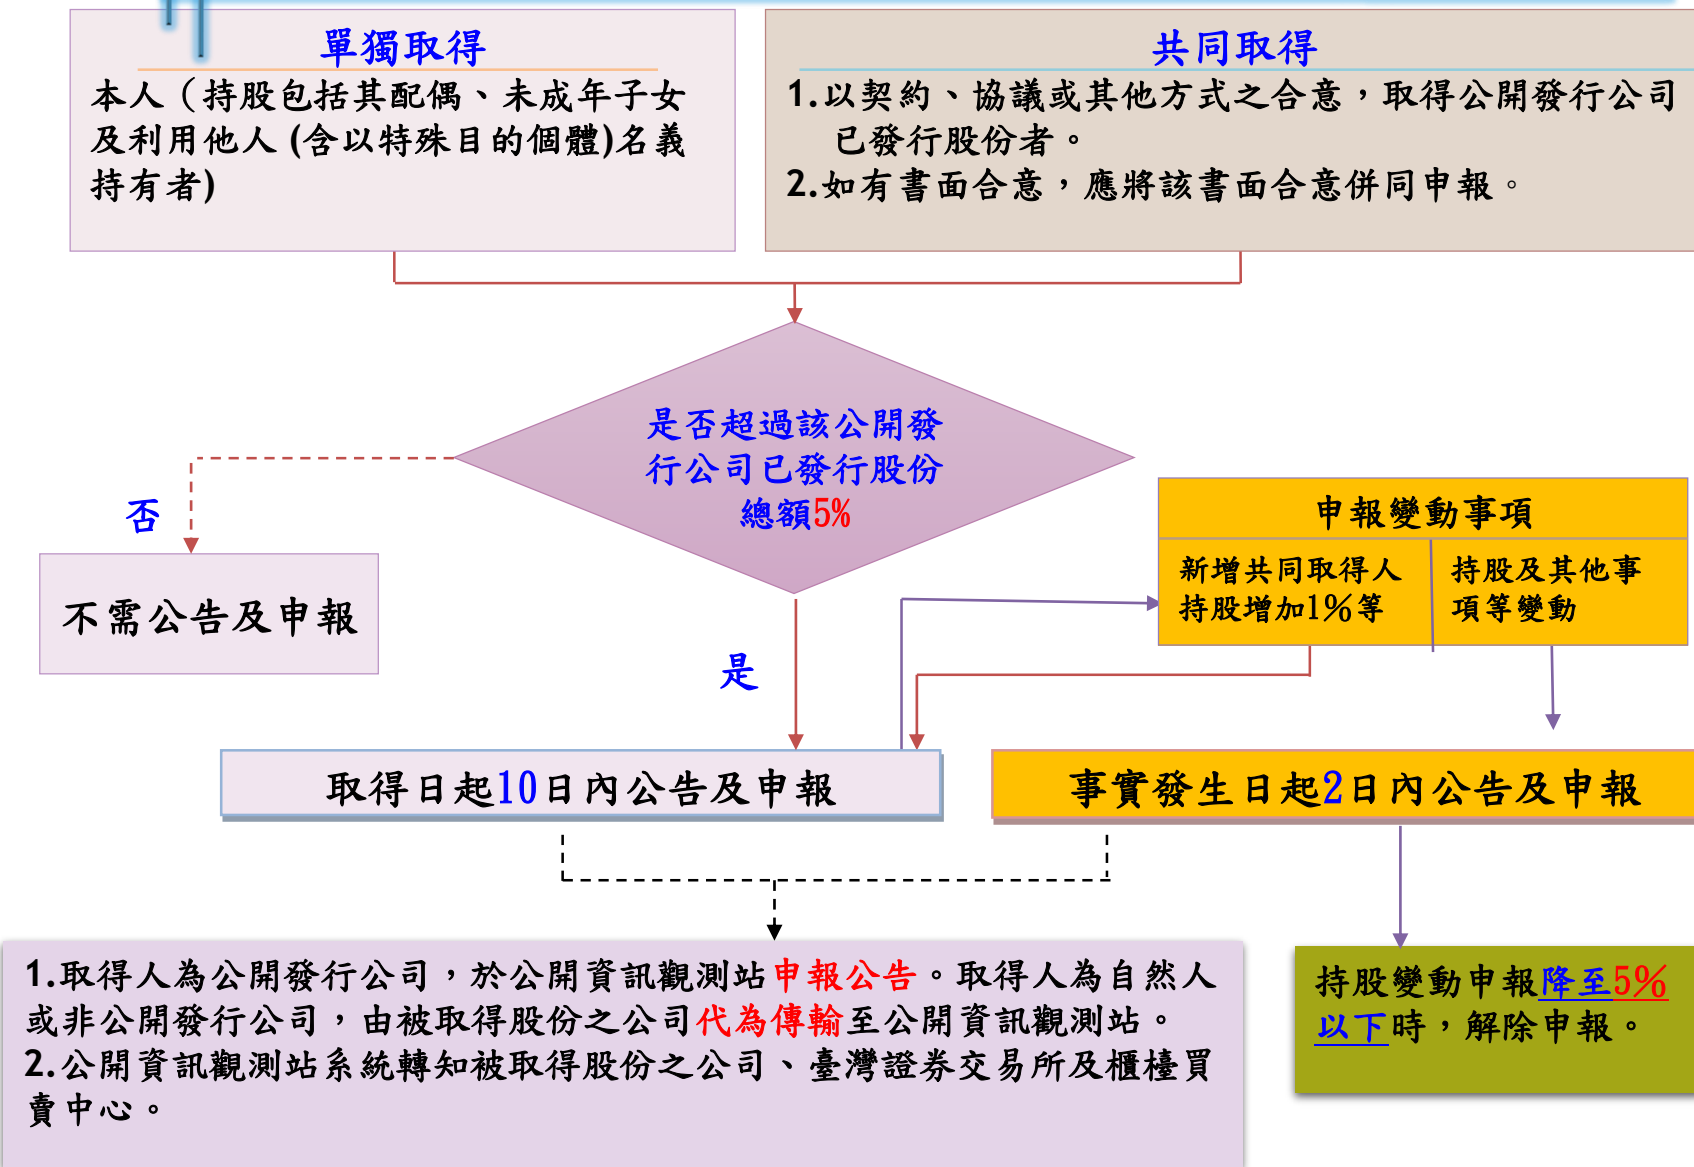 單獨取得
本人（持股包括其配偶、未成年子女
及利用他人 (含以特殊目的個體)名義
持有者)
共同取得
1.以契約、協議或其他方式之合意，取得公開發行公司
已發行股份者。
2.如有書面合意，應將該書面合意併同申報。
是否超過該公開發
行公司已發行股份
總額5%
否
不需公告及申報
是
申報變動事項
新增共同取得人
持股增加1%等
持股及其他事
項等變動
取得日起10日內公告及申報
事實發生日起2日內公告及申報
1.取得人為公開發行公司，於公開資訊觀測站申報公告。取得人為自然人
或非公開發行公司，由被取得股份之公司代為傳輸至公開資訊觀測站。
2.公開資訊觀測站系統轉知被取得股份之公司、臺灣證券交易所及櫃檯買
賣中心。
持股變動申報降至5%
以下時，解除申報。